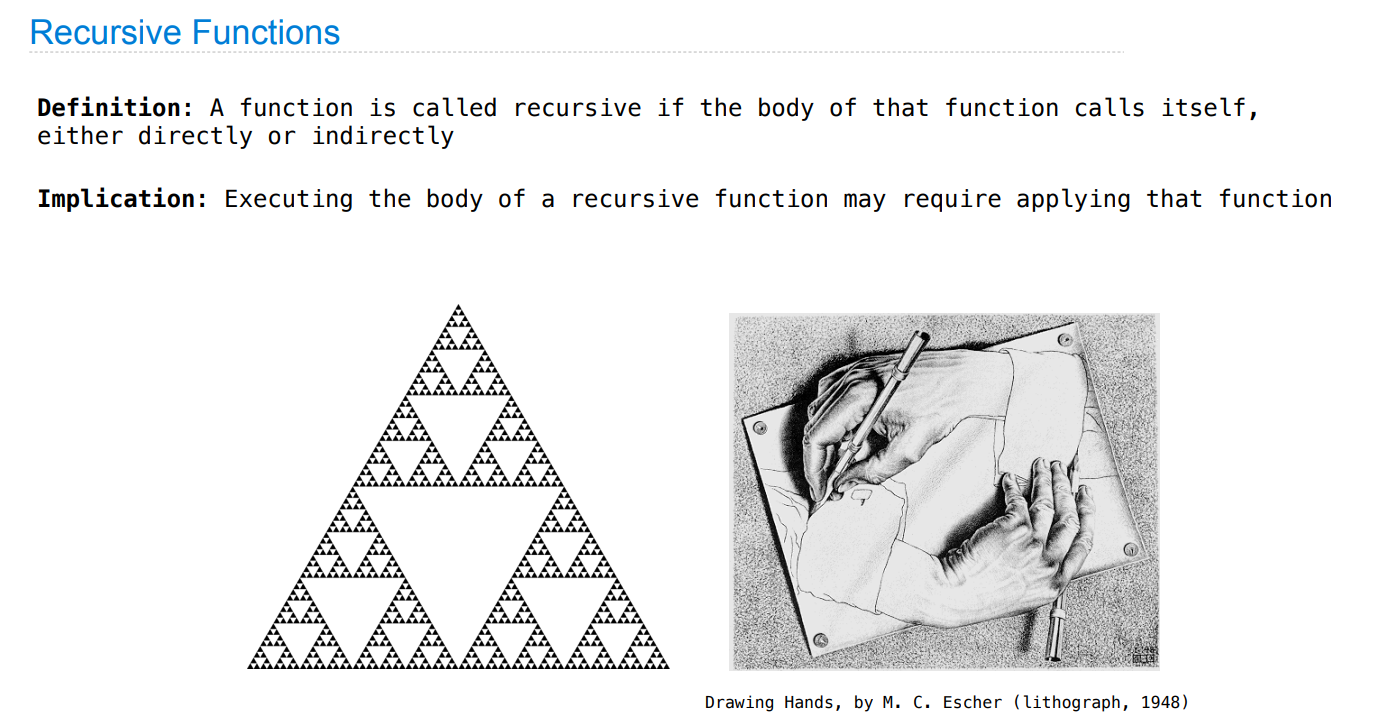 Recursive Functions
Definition: A function is called recursive if the body of that function calls itself,
either directly or indirectly
Implication: Executing the body of a recursive function may require applying that function
Drawing Hands, by M. C. Escher (lithograph, 1948)